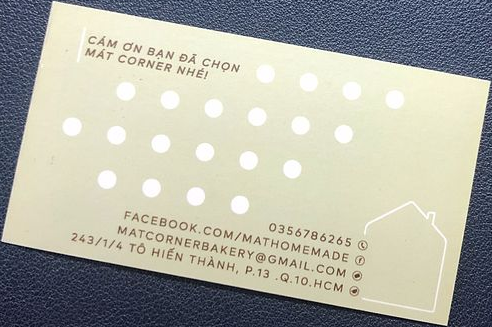 CÁM ƠN BẠN ĐÃ CHỌN
MÁT CORNER NHÉ!
0356786265
FACEBOOK.COM/MATHOMEMADE
MATCORNERBAKERY@GMAIL.COM
243/1/4 TÔ HIẾN THÀNH, P.13 .Q.10.HCM